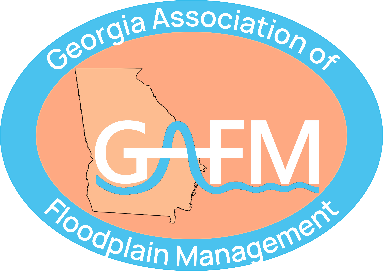 Georgia Association of
GAFM
Floodplain Management